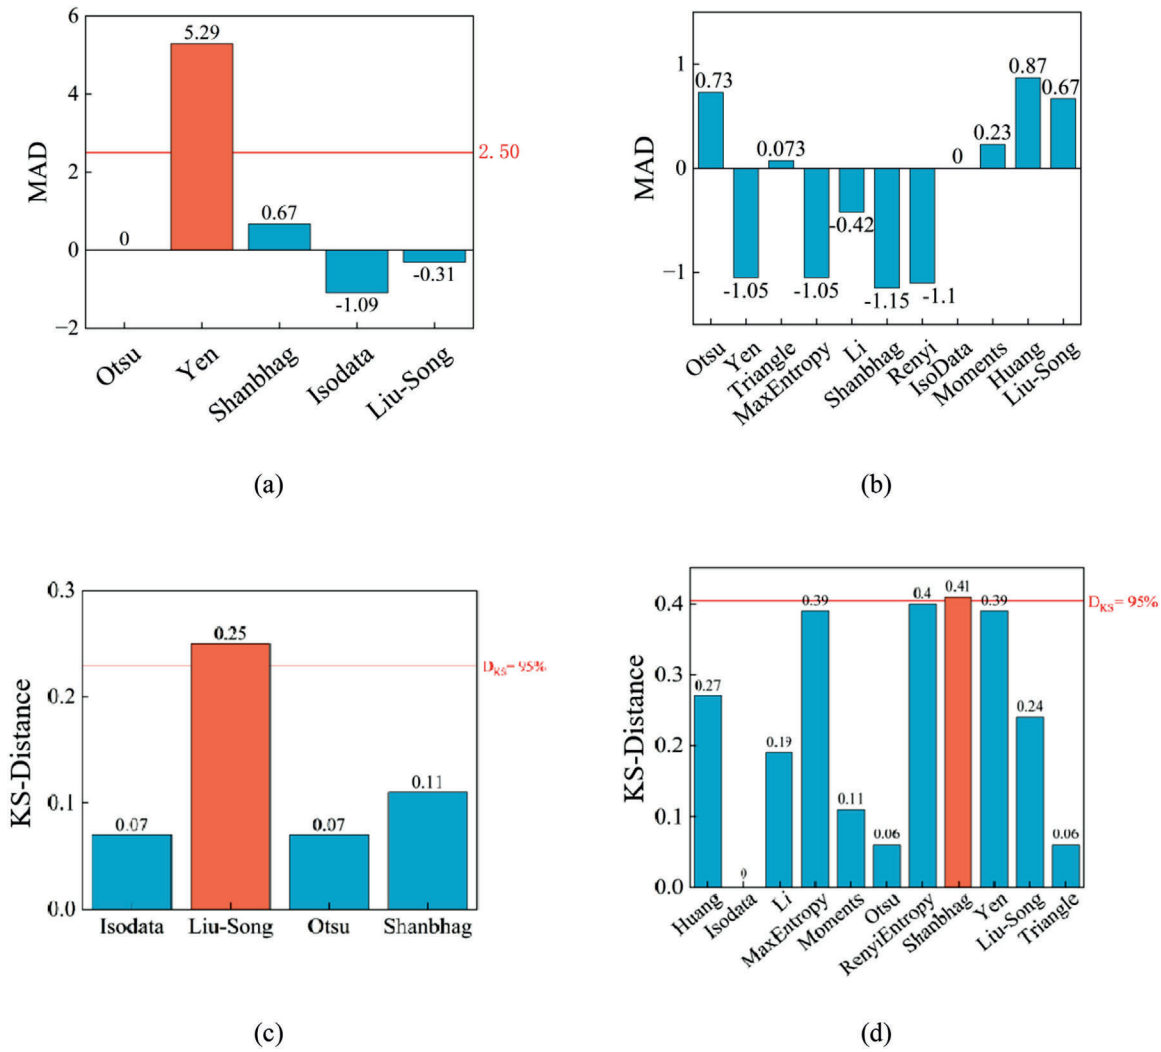 6
5.29
4
2.50
MAD
2
0.67
0
0
-0.31
-1.09
−2
Otsu
Yen
Shanbhag
Isodata
Liu-Song
(a)
1
0.87
0.73
0.67
0.23
MAD
0.073
0
0
-0.42
−1
-1.05
-1.05
-1.15
-1.1
Otsu
Yen
Triangle
MaxEntropy
Li
Shanbhag
Renyi
IsoData
Moments
Huang
Liu-Song
(b)
0.3
0.25
DKS= 95%
0.2
KS-Distance
0.11
0.1
0.07
0.07
0.0
Isodata
Liu-Song
Otsu
Shanbhag
(c)
0.41
0.4
0.39
0.39
DKS= 95%
0.4
0.3
0.27
0.24
KS-Distance
0.19
0.2
0.11
0.1
0.06
0.06
0
0.0
Huang
Isodata
Li
MaxEntropy
Moments
Otsu
RenyiEntropy
Shanbhag
Yen
Liu-Song
Triangle
(d)